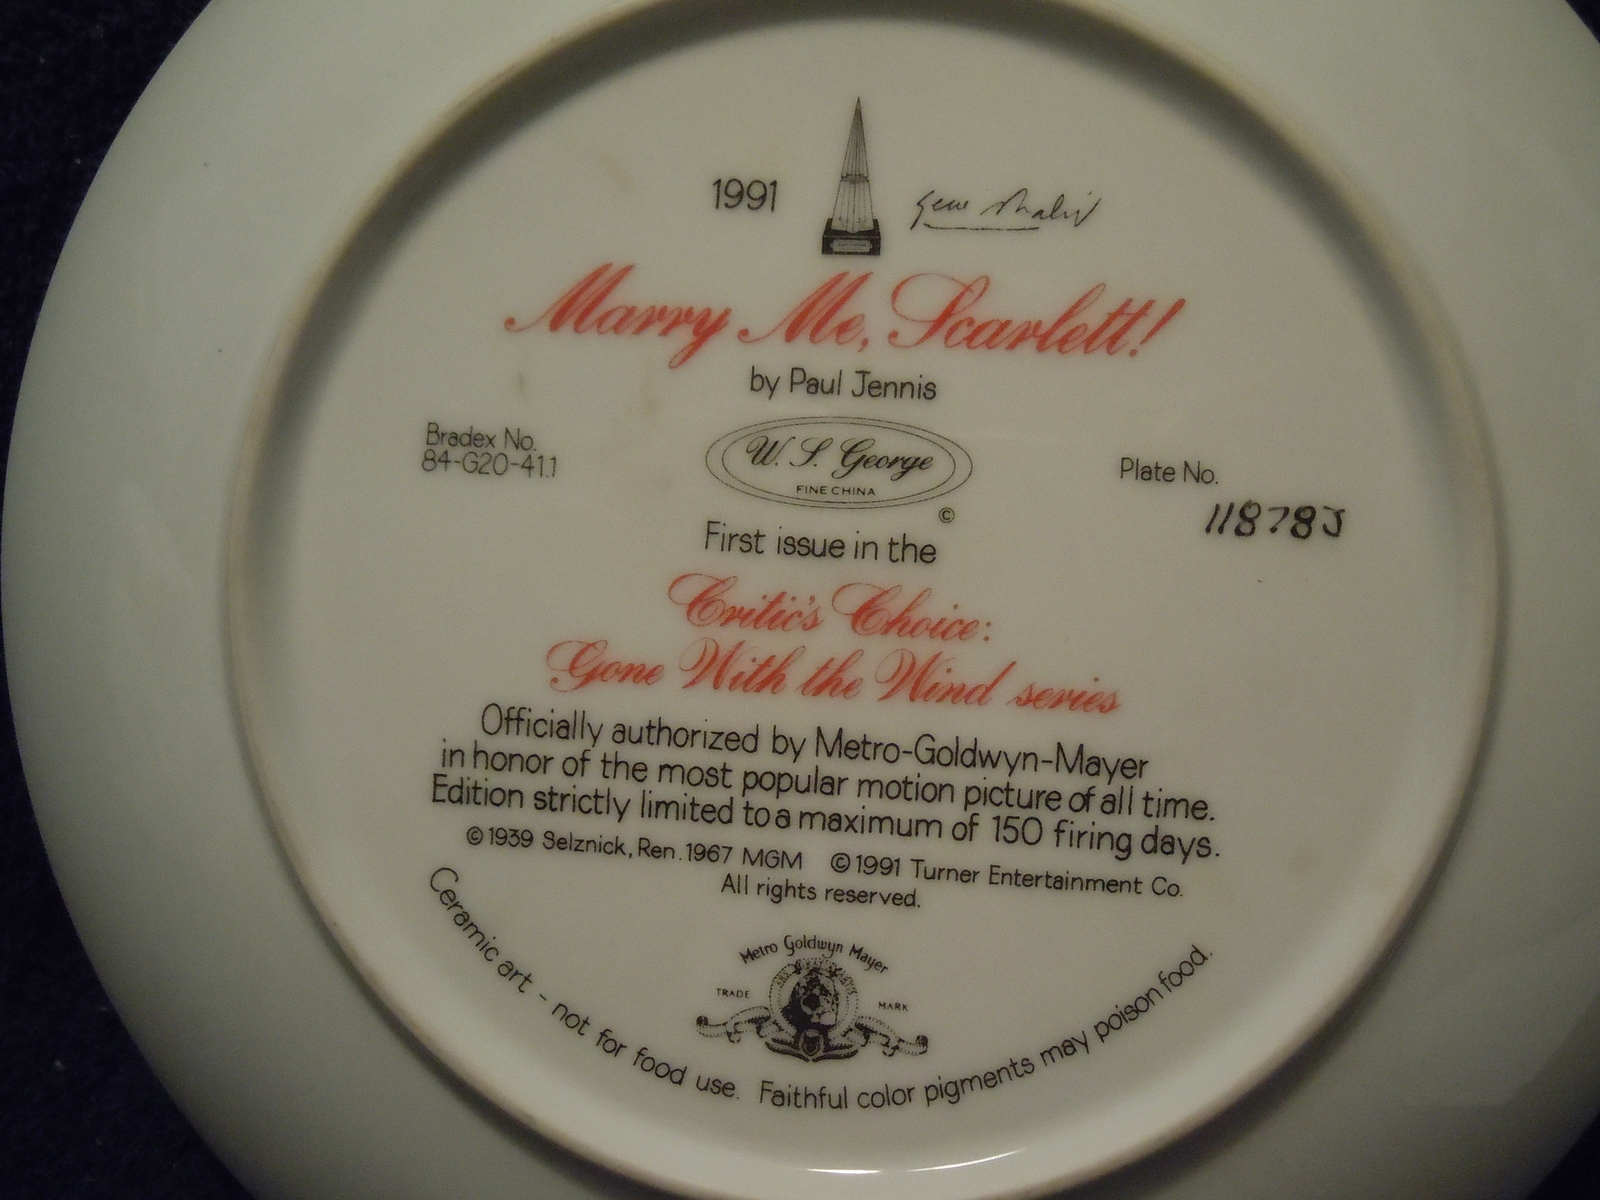 1991
Gene Shalit
Marry Me, Scarlett!
by Paul Jennis
Bradex No.
84-G20-41.1
W. S. George
FINE CHINA
©
Plate No.
11878J
First issue in the
Critic's Choice:
Gone With the Wind series
Officially authorized by Metro-Goldwyn-Mayer
in honor of the most popular motion picture of all time.
Edition strictly limited to a maximum of 150 firing days.
© 1939 Selznick, Ren. 1967 MGM © 1991 Turner Entertainment Co.
All rights reserved.
Metro Goldwyn Mayer
TRADE MARK
Ceramic art - not for food use. Faithful color pigments may poison food.